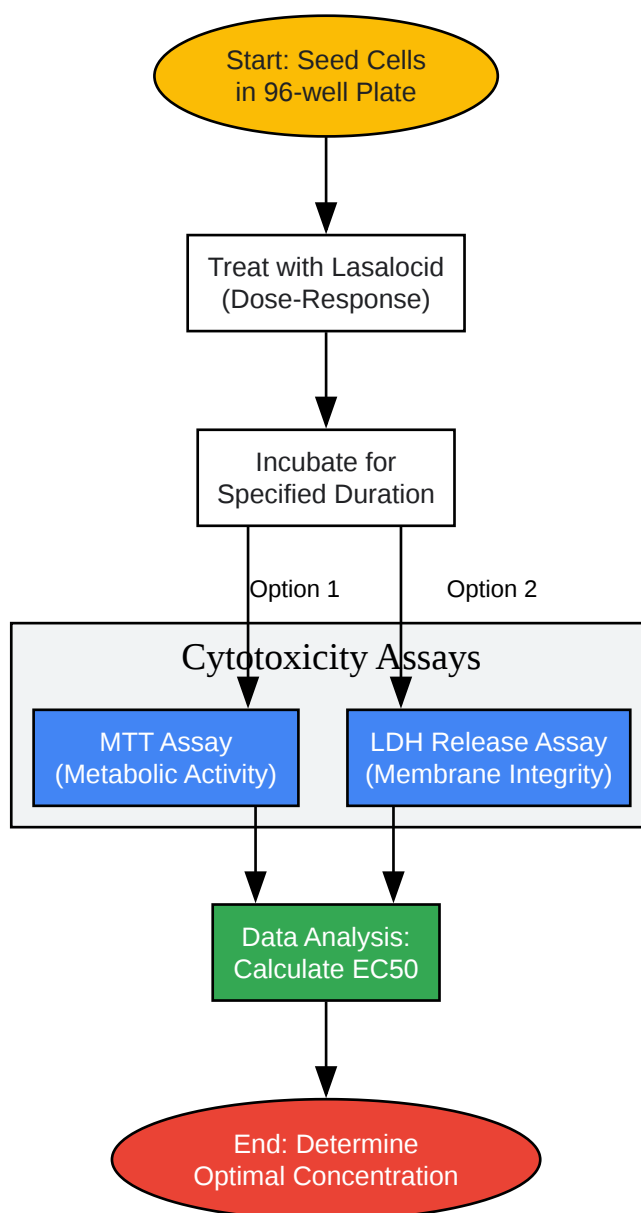 Start: Seed Cells
in 96-well Plate
Treat with Lasalocid
(Dose-Response)
Incubate for
Specified Duration
Option 1
Option 2
Cytotoxicity Assays
MTT Assay
(Metabolic Activity)
LDH Release Assay
(Membrane Integrity)
Data Analysis:
Calculate EC50
End: Determine
Optimal Concentration